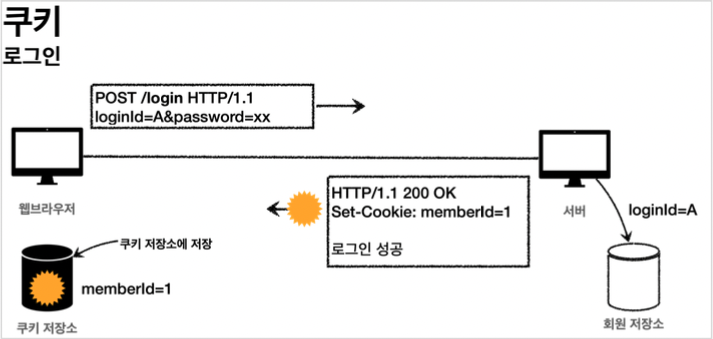 쿠키
로그인
POST /login HTTP/1.1
loginId=A&password=xx
웹브라우저
HTTP/1.1 200 OK
Set-Cookie: memberId=1
로그인 성공
서버
loginId=A
쿠키 저장소에 저장
memberId=1
쿠키 저장소
회원 저장소